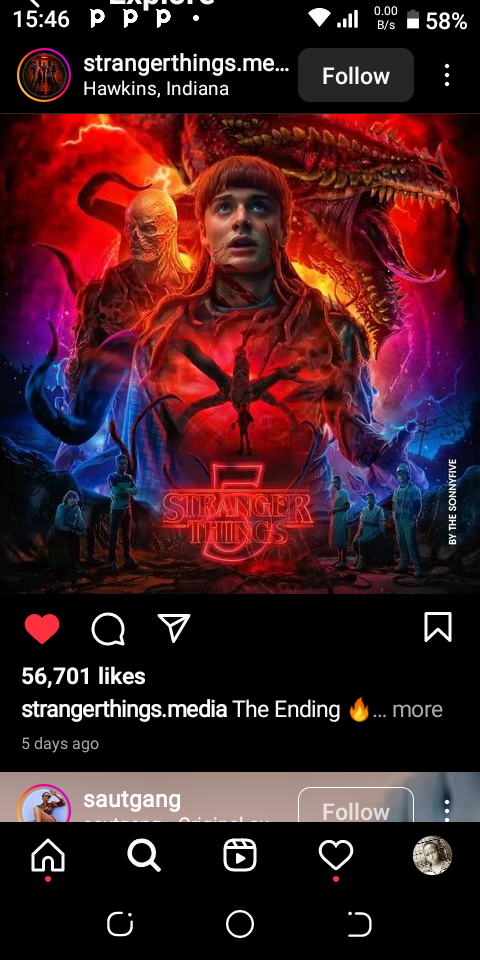 Explore
15:46 P P P • 0.00 B/s 58%
strangerthings.me...
Hawkins, Indiana
Follow
BY THE SONNYFIVE
5
STRANGER
THINGS
56,701 likes
strangerthings.media The Ending 🔥... more
5 days ago
sautgang
Follow